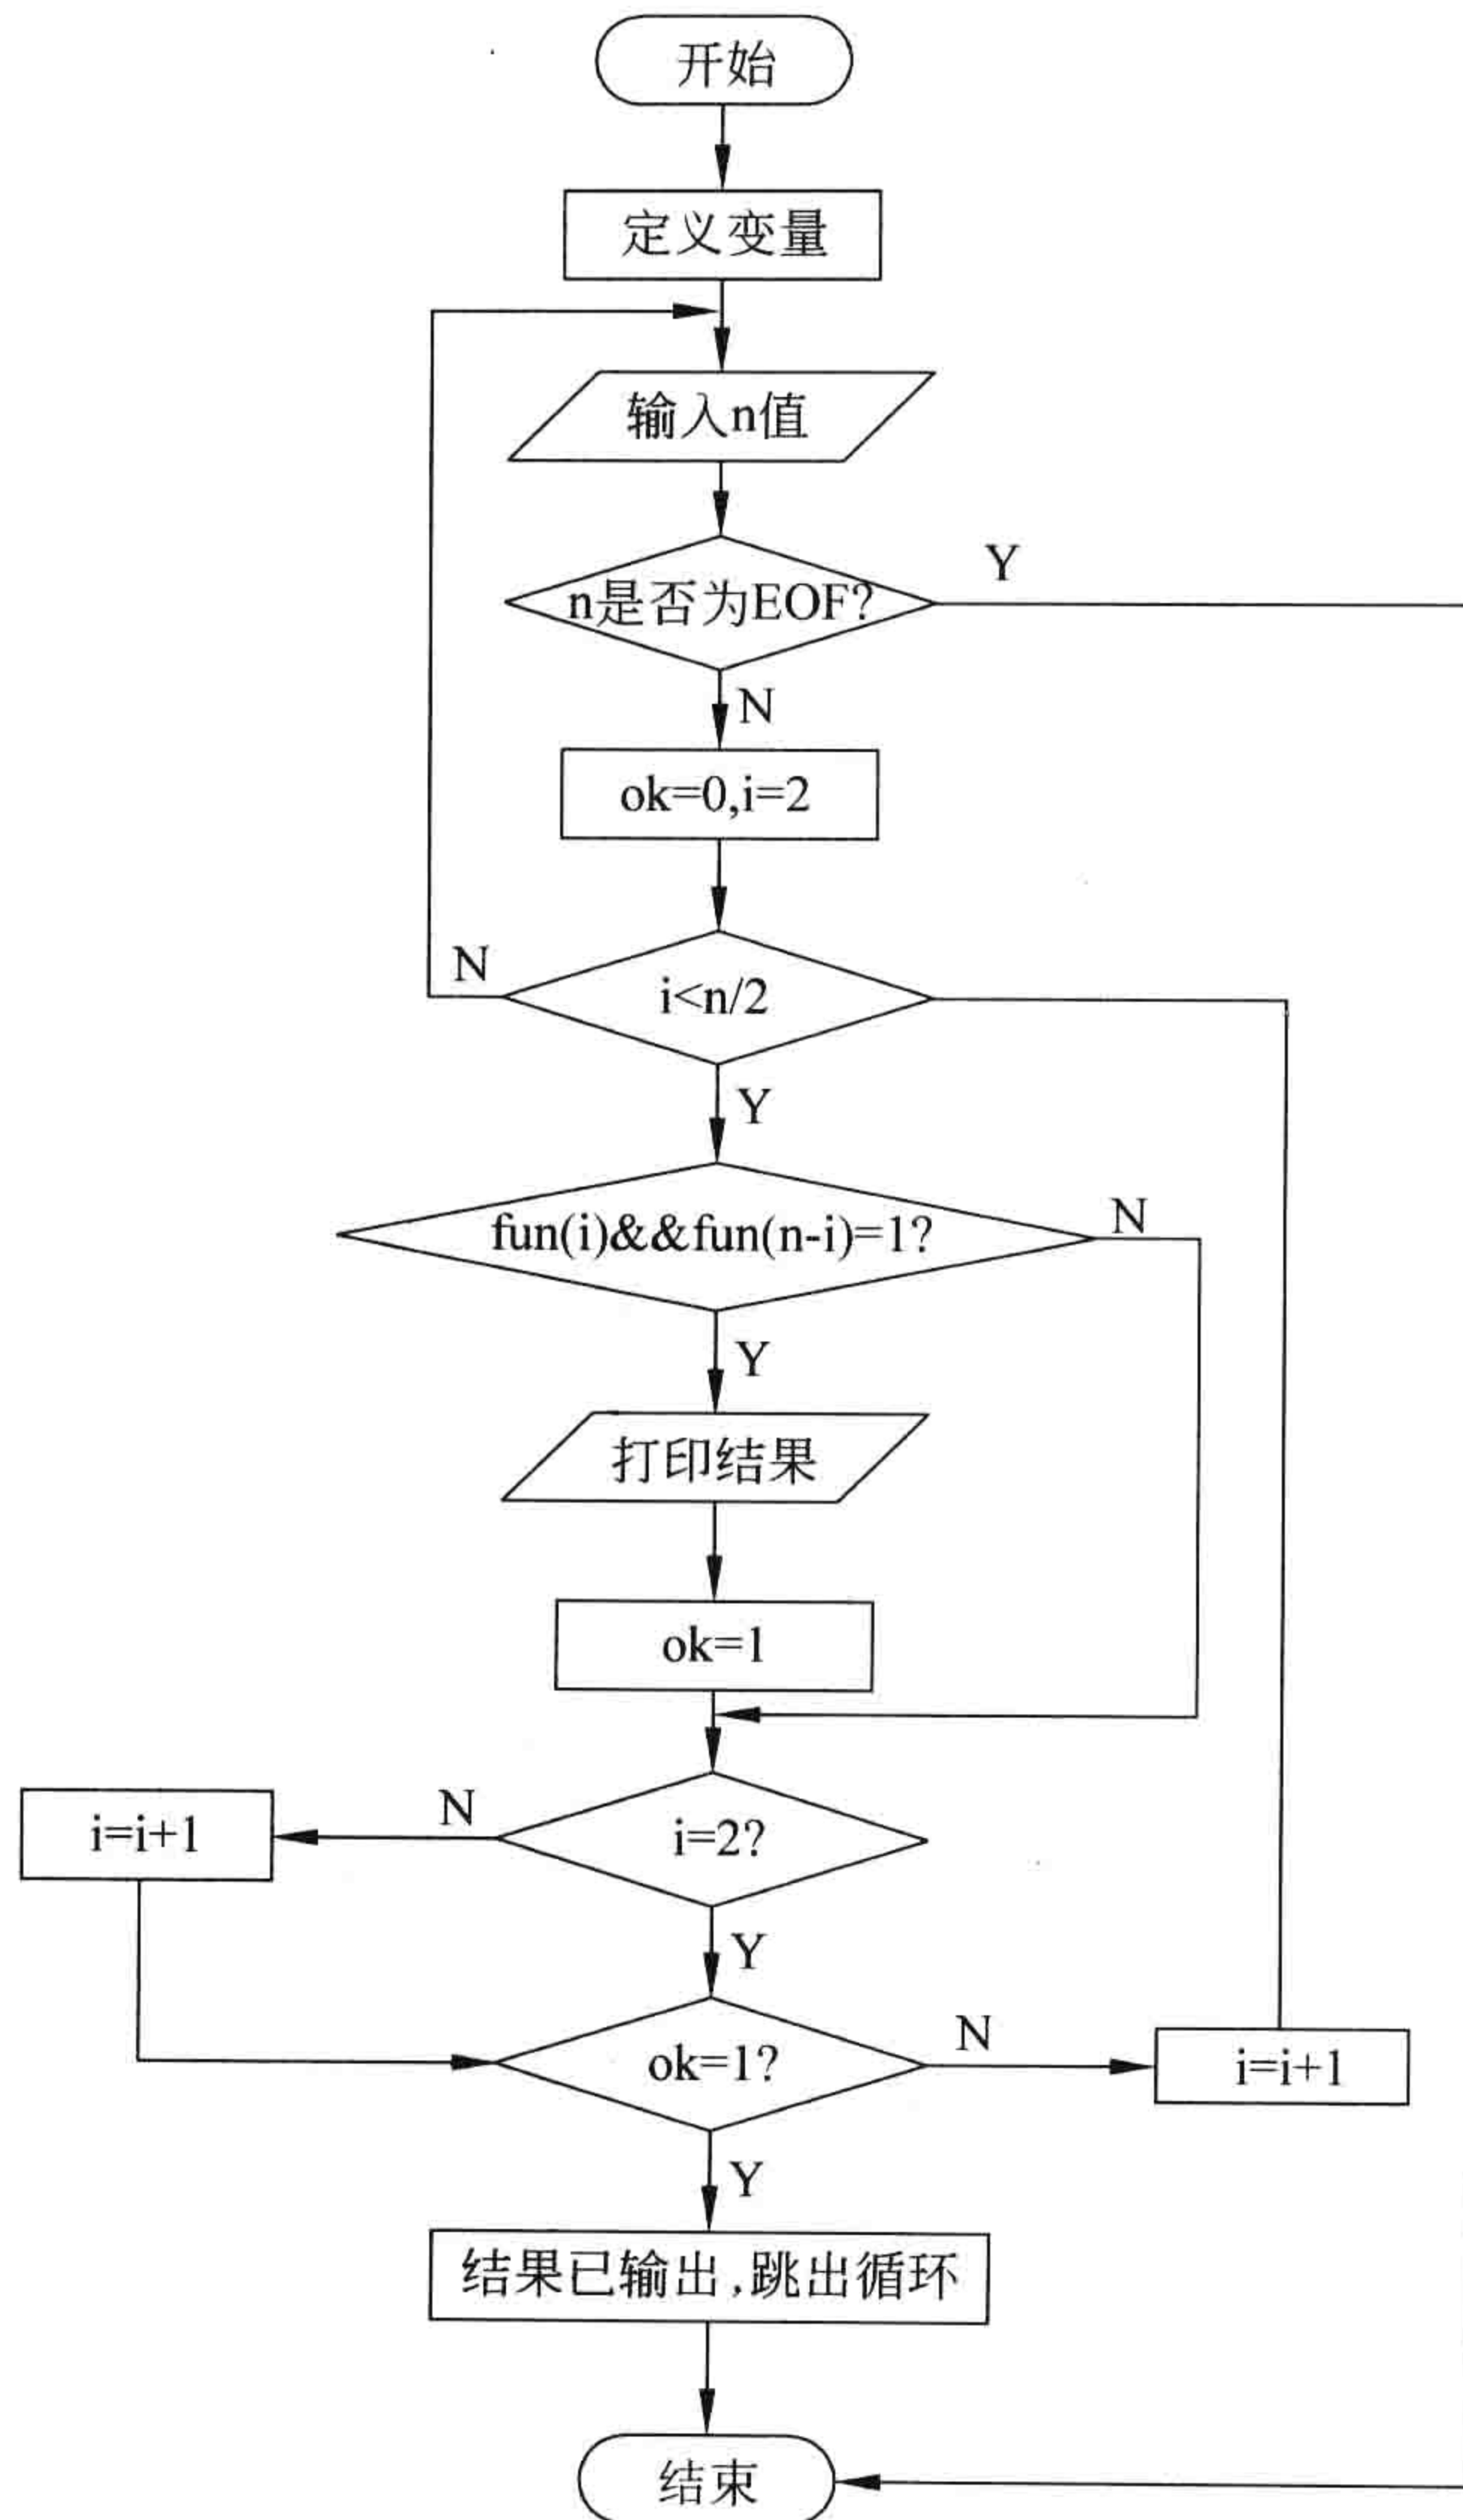 开始
定义变量
输入n值
n是否为EOF?
Y
N
ok=0,i=2
N
i<n/2
Y
fun(i)&&fun(n-i)=1?
N
Y
打印结果
ok=1
i=i+1
N
i=2?
Y
ok=1?
N
i=i+1
Y
结果已输出,跳出循环
结束